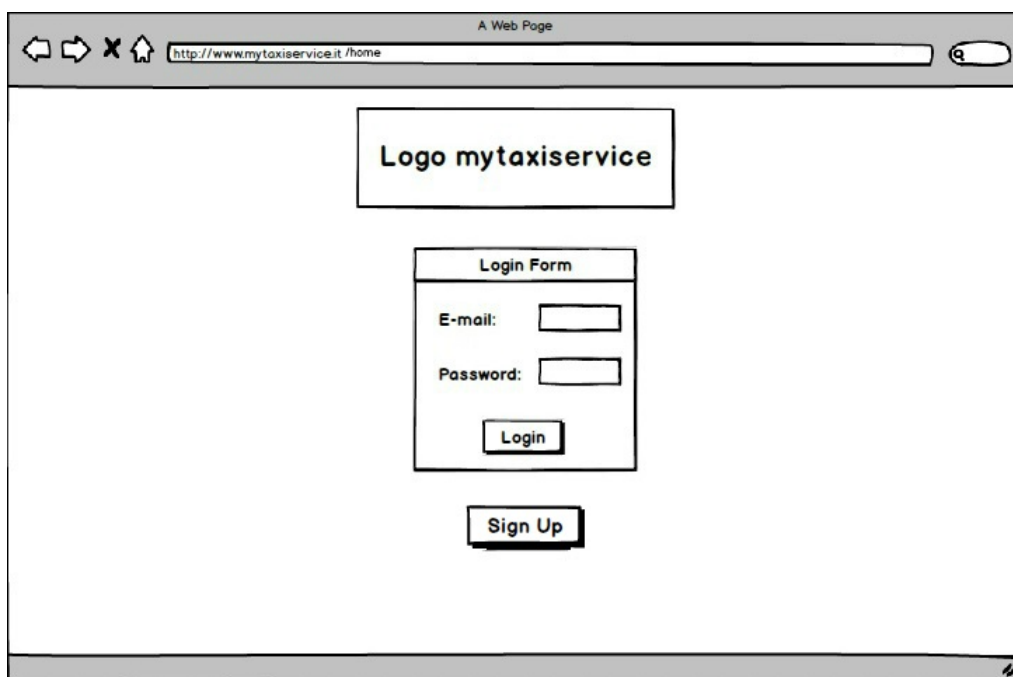 A Web Page
http://www.mytaxiservice.it /home
Logo mytaxiservice
Login Form
E-mail:
Password:
Login
Sign Up